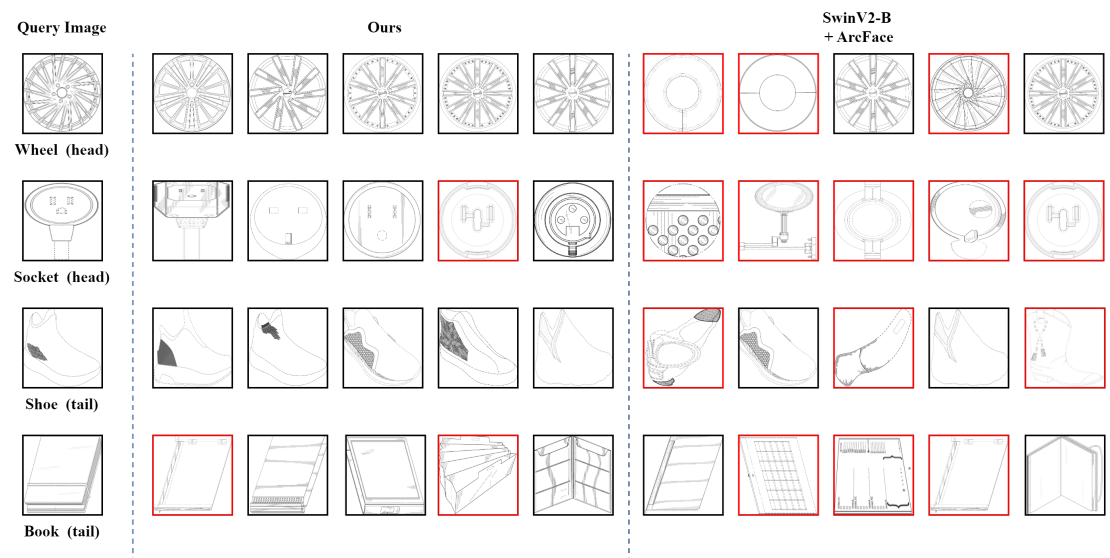 Query Image
Ours
SwinV2-B
+ ArcFace
Wheel (head)
Socket (head)
Shoe (tail)
Book (tail)